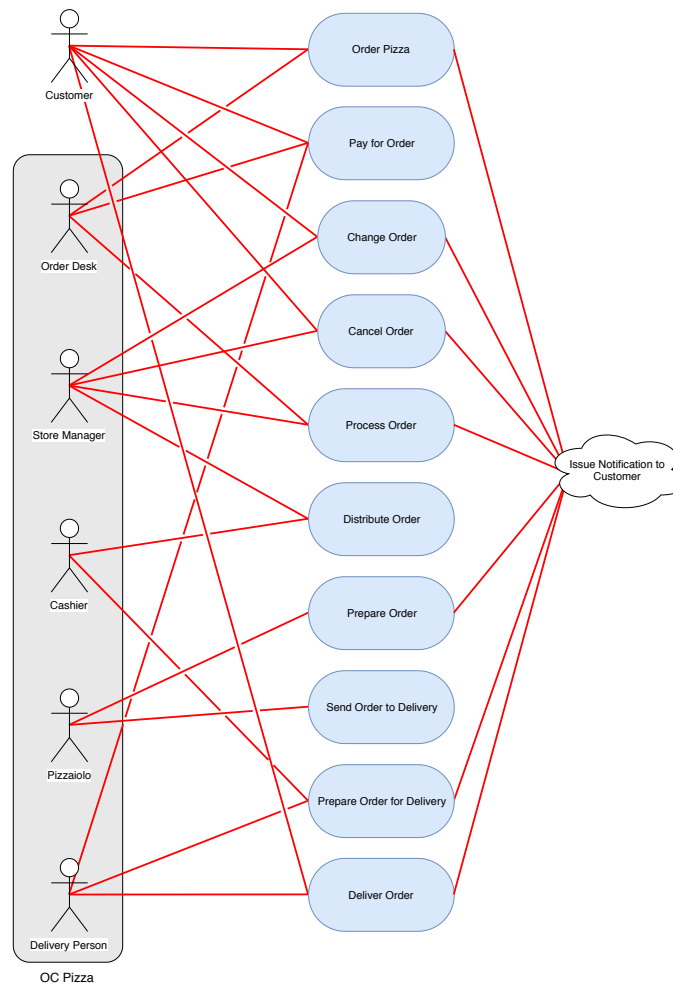 Customer
Order Pizza
Pay for Order
Order Desk
Change Order
Cancel Order
Store Manager
Process Order
Issue Notification to
Customer
Distribute Order
Cashier
Prepare Order
Send Order to Delivery
Pizzaiolo
Prepare Order for Delivery
Deliver Order
Delivery Person
OC Pizza